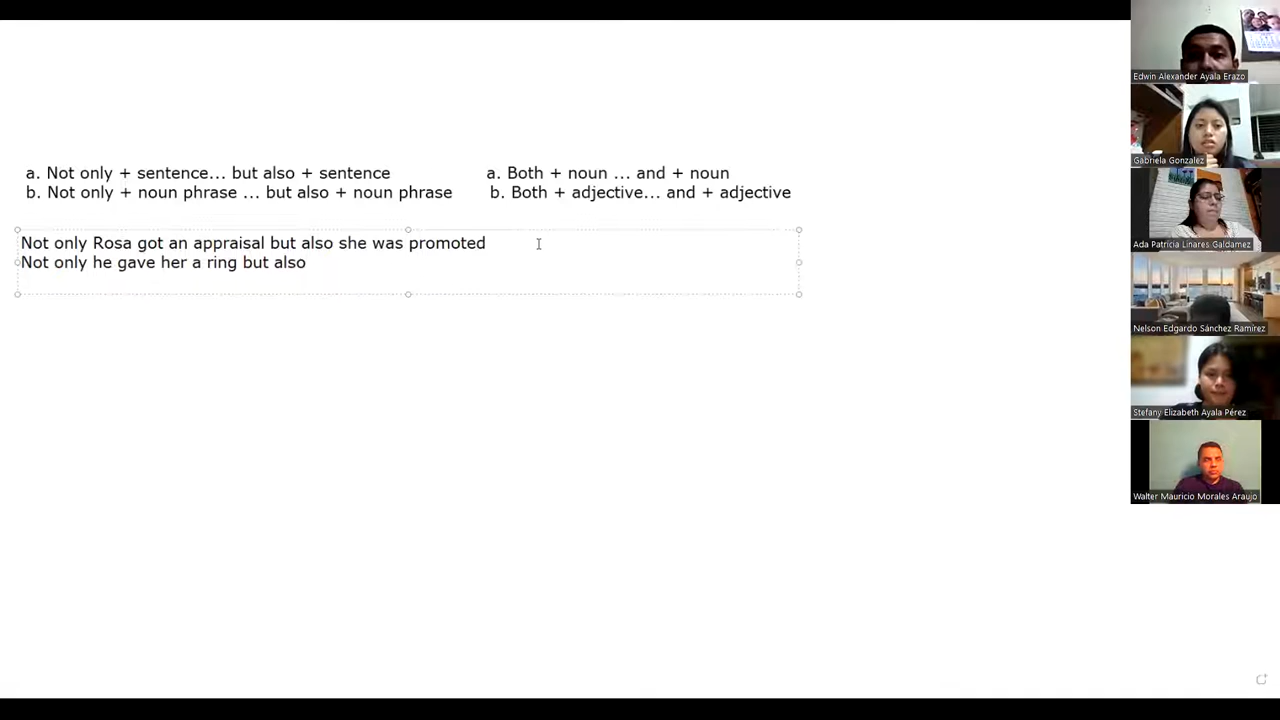 a. Not only + sentence... but also + sentence
b. Not only + noun phrase ... but also + noun phrase
a. Both + noun ... and + noun
b. Both + adjective... and + adjective
Not only Rosa got an appraisal but also she was promoted
Not only he gave her a ring but also
Edwin Alexander Ayala Erazo
Gabriela Gonzalez
Ada Patricia Linares Galdamez
Nelson Edgardo Sánchez Ramírez
Stefany Elizabeth Ayala Pérez
Walter Mauricio Morales Araujo